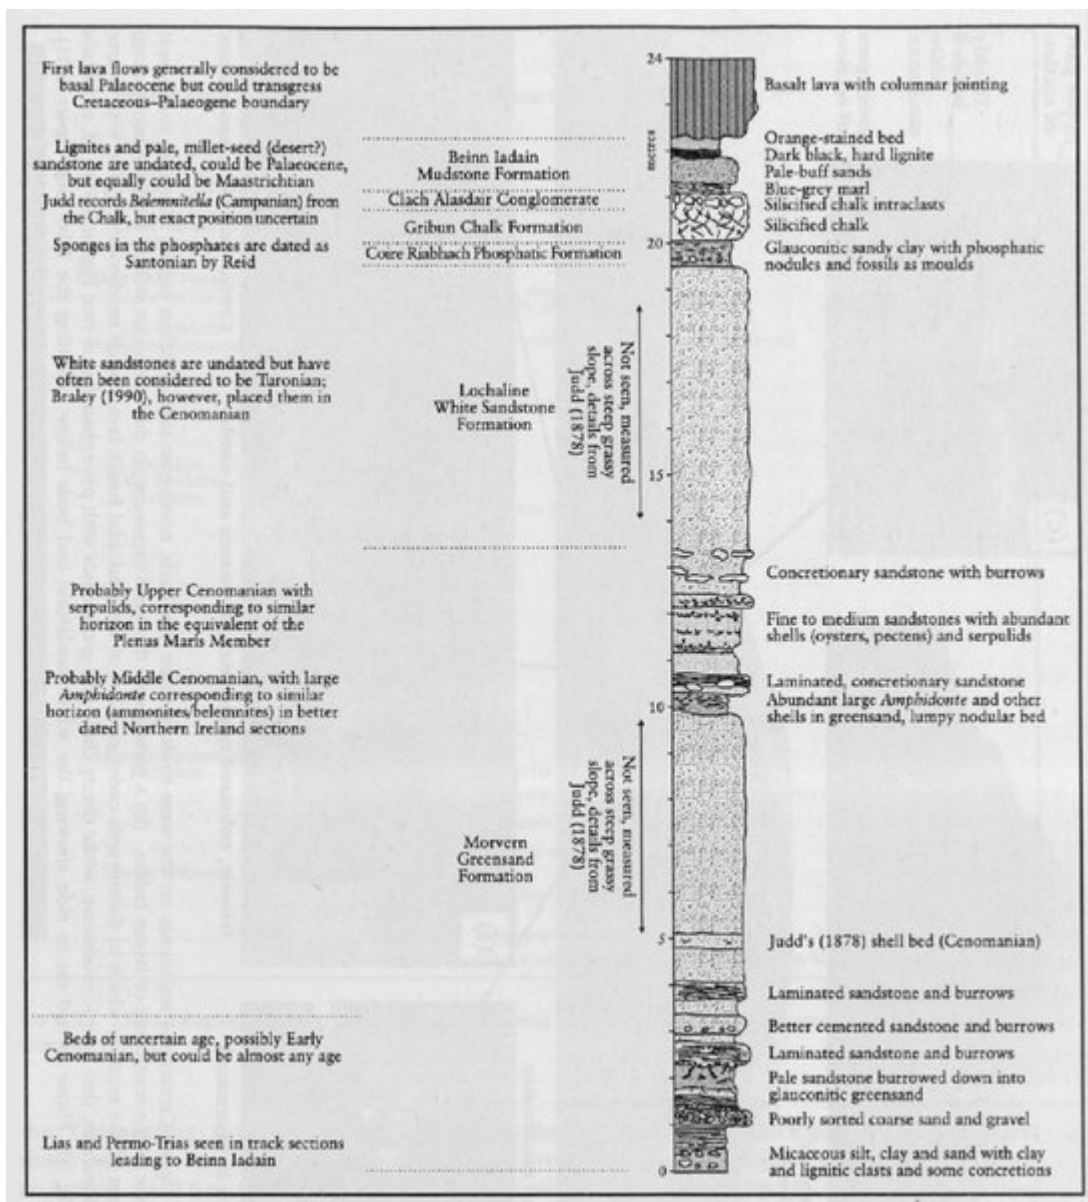 24
First lava flows generally considered to be
basal Palaeocene but could transgress
Cretaceous–Palaeogene boundary
Basalt lava with columnar jointing
metres
Lignites and pale, millet-seed (desert?)
sandstone are undated, could be Palaeocene,
but equally could be Maastrichtian
Judd records Belemnitella (Campanian) from
the Chalk, but exact position uncertain
Sponges in the phosphates are dated as
Santonian by Reid
Beinn Iadain
Mudstone Formation
Clach Alasdair Conglomerate
Gribun Chalk Formation
Coire Riabhach Phosphatic Formation
Orange-stained bed
Dark black, hard lignite
Pale-buff sands
Blue-grey marl
Silicified chalk intraclasts
Silicified chalk
20
Glauconitic sandy clay with phosphatic
nodules and fossils as moulds
White sandstones are undated but have
often been considered to be Turonian;
Braley (1990), however, placed them in
the Cenomanian
Lochaline
White Sandstone
Formation
Not seen, measured
across steep grassy
slope, details from
Judd (1878)
15
Probably Upper Cenomanian with
serpulids, corresponding to similar
horizon in the equivalent of the
Plenus Marls Member
Concretionary sandstone with burrows
Fine to medium sandstones with abundant
shells (oysters, pectens) and serpulids
Probably Middle Cenomanian, with large
Amphidonte corresponding to similar
horizon (ammonites/belemnites) in better
dated Northern Ireland sections
Laminated, concretionary sandstone
Abundant large Amphidonte and other
shells in greensand, lumpy nodular bed
10
Morvern
Greensand
Formation
Not seen, measured
across steep grassy
slope, details from
Judd (1878)
5
Judd's (1878) shell bed (Cenomanian)
Laminated sandstone and burrows
Better cemented sandstone and burrows
Beds of uncertain age, possibly Early
Cenomanian, but could be almost any age
Laminated sandstone and burrows
Pale sandstone burrowed down into
glauconitic greensand
Poorly sorted coarse sand and gravel
Lias and Permo-Trias seen in track sections
leading to Beinn Iadain
Micaceous silt, clay and sand with clay
and lignitic clasts and some concretions
0